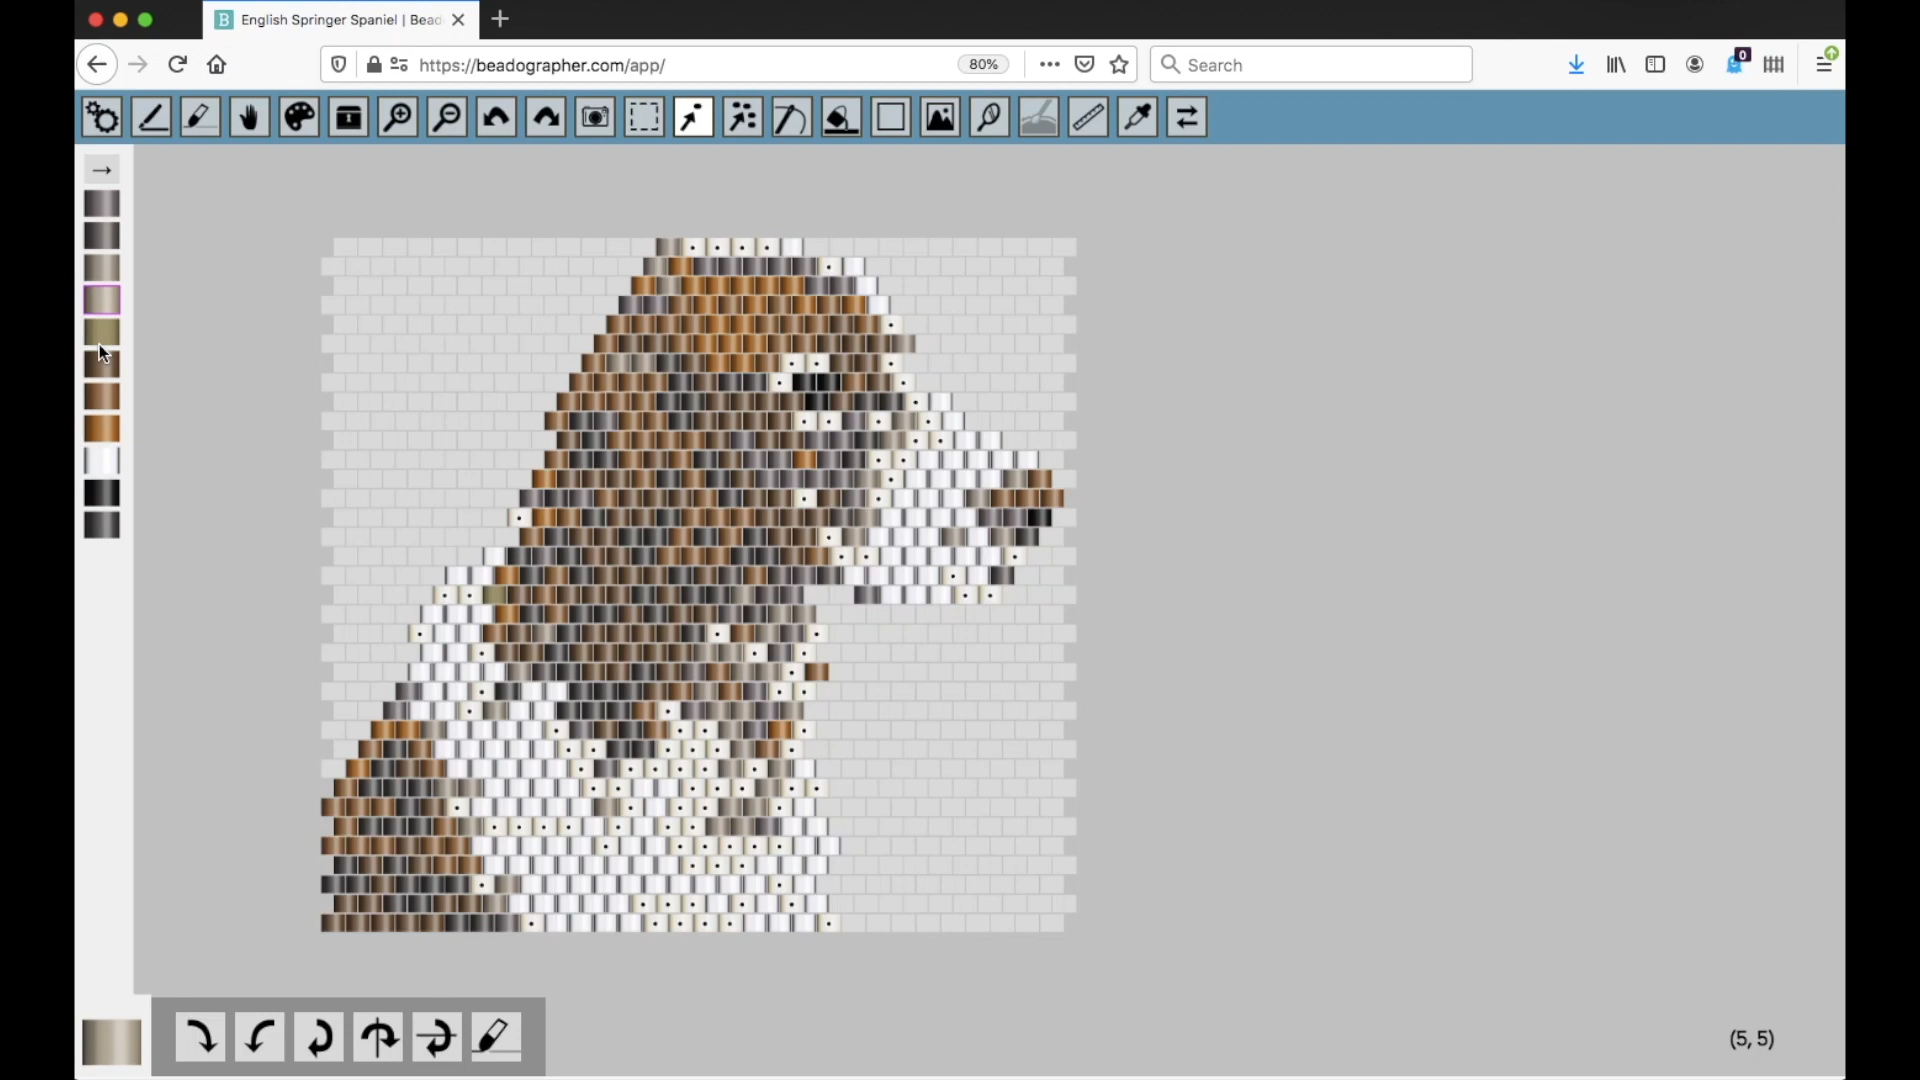 English Springer Spaniel | Bead
https://beadographer.com/app/
80%
Search
0
(5, 5)